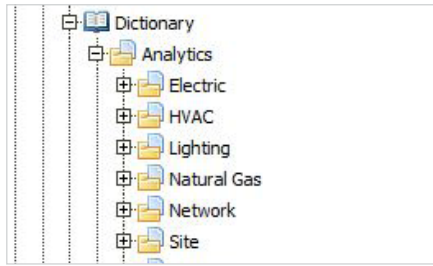 Dictionary
Analytics
Electric
HVAC
Lighting
Natural Gas
Network
Site